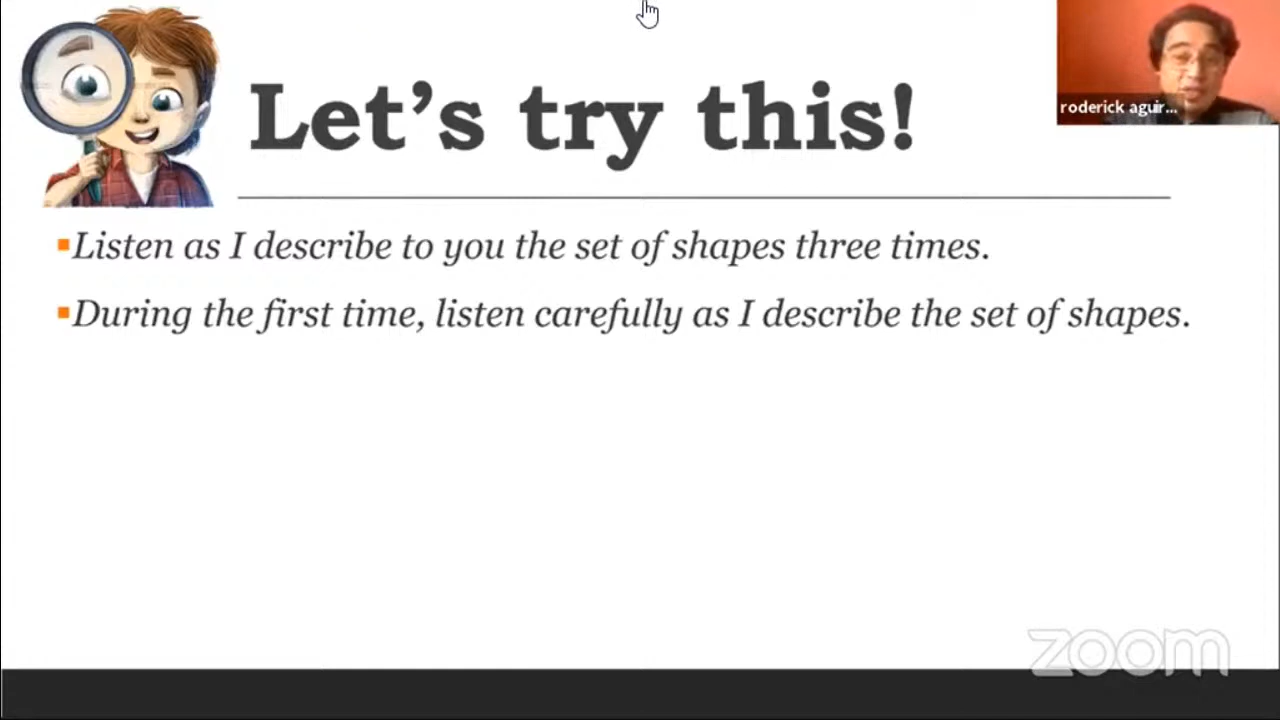 Let's try this!
roderick aguir...
Listen as I describe to you the set of shapes three times.
During the first time, listen carefully as I describe the set of shapes.
zoom